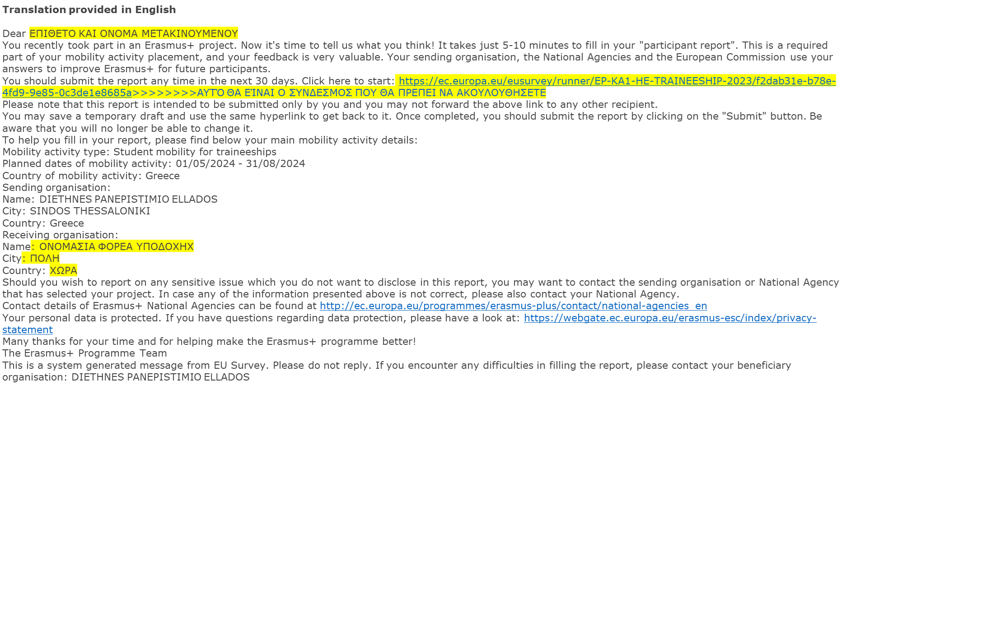 Translation provided in English
Dear ΕΠΙΘΕΤΟ ΚΑΙ ΟΝΟΜΑ ΜΕΤΑΚΙΝΟΥΜΕΝΟΥ
You recently took part in an Erasmus+ project. Now it's time to tell us what you think! It takes just 5-10 minutes to fill in your "participant report". This is a required
part of your mobility activity placement, and your feedback is very valuable. Your sending organisation, the National Agencies and the European Commission use your
answers to improve Erasmus+ for future participants.
You should submit the report any time in the next 30 days. Click here to start: https://ec.europa.eu/eusurvey/runner/EP-KA1-HE-TRAINEESHIP-2023/f2dab31e-b78e-
4fd9-9e85-0c3de1e8685a>>>>>>>>ΑΥΤΌ ΘΑ ΕΊΝΑΙ Ο ΣΥΝΔΕΣΜΟΣ ΠΟΥ ΘΑ ΠΡΕΠΕΙ ΝΑ ΑΚΟΥΛΟΥΘΗΣΕΤΕ
Please note that this report is intended to be submitted only by you and you may not forward the above link to any other recipient.
You may save a temporary draft and use the same hyperlink to get back to it. Once completed, you should submit the report by clicking on the "Submit" button. Be
aware that you will no longer be able to change it.
To help you fill in your report, please find below your main mobility activity details:
Mobility activity type: Student mobility for traineeships
Planned dates of mobility activity: 01/05/2024 - 31/08/2024
Country of mobility activity: Greece
Sending organisation:
Name: DIETHNES PANEPISTIMIO ELLADOS
City: SINDOS THESSALONIKI
Country: Greece
Receiving organisation:
Name: ΟΝΟΜΑΣΙΑ ΦΟΡΕΑ ΥΠΟΔΟΧΗΧ
City: ΠΟΛΗ
Country: ΧΩΡΑ
Should you wish to report on any sensitive issue which you do not want to disclose in this report, you may want to contact the sending organisation or National Agency
that has selected your project. In case any of the information presented above is not correct, please also contact your National Agency.
Contact details of Erasmus+ National Agencies can be found at http://ec.europa.eu/programmes/erasmus-plus/contact/national-agencies_en
Your personal data is protected. If you have questions regarding data protection, please have a look at: https://webgate.ec.europa.eu/erasmus-esc/index/privacy-
statement
Many thanks for your time and for helping make the Erasmus+ programme better!
The Erasmus+ Programme Team
This is a system generated message from EU Survey. Please do not reply. If you encounter any difficulties in filling the report, please contact your beneficiary
organisation: DIETHNES PANEPISTIMIO ELLADOS